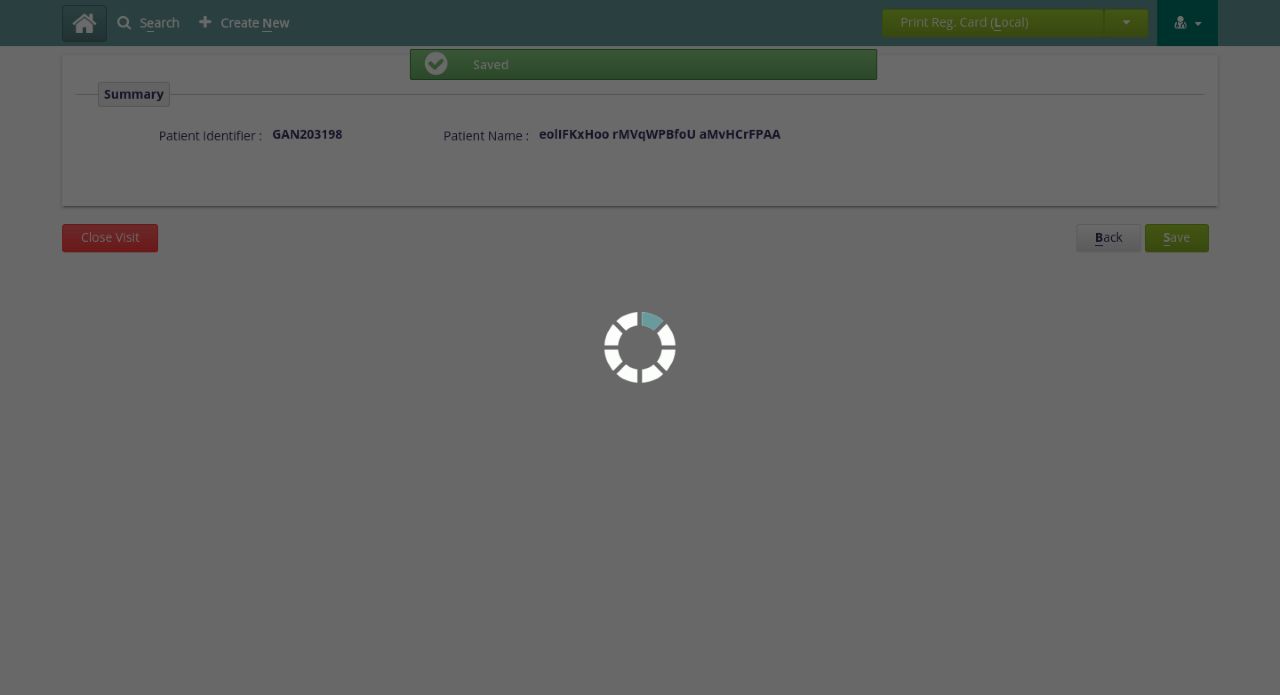 Search Create New Print Reg. Card (Local)
Saved
Summary
Patient Identifier : GAN203198 Patient Name : eolIFKxHoo rMVqWPBfoU aMvHCrFPAA
Close Visit Back Save